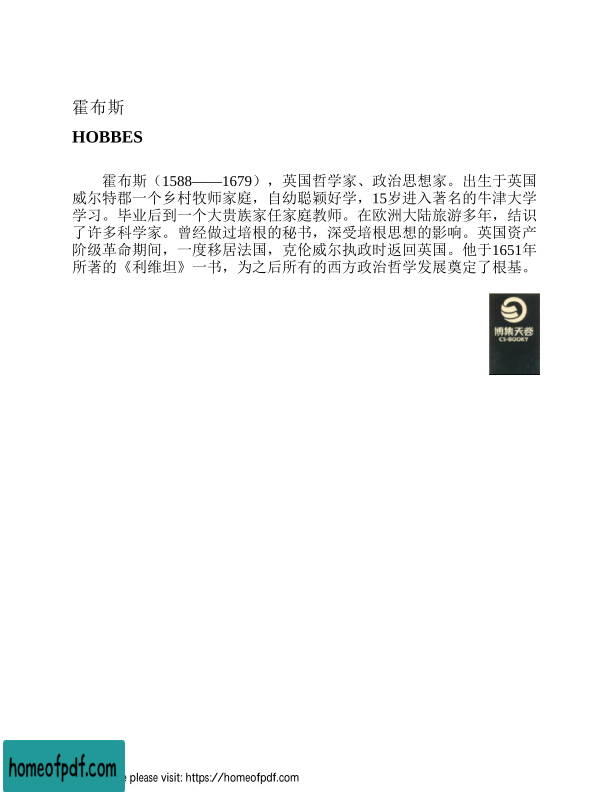 霍布斯
HOBBES
霍布斯（1588——1679），英国哲学家、政治思想家。出生于英国
威尔特郡一个乡村牧师家庭，自幼聪颖好学，15岁进入著名的牛津大学
学习。毕业后到一个大贵族家任家庭教师。在欧洲大陆旅游多年，结识
了许多科学家。曾经做过培根的秘书，深受培根思想的影响。英国资产
阶级革命期间，一度移居法国，克伦威尔执政时返回英国。他于1651年
所著的《利维坦》一书，为之后所有的西方政治哲学发展奠定了根基。
博集天卷
CS-BOOKY
homeofpdf.com
please visit: https://homeofpdf.com